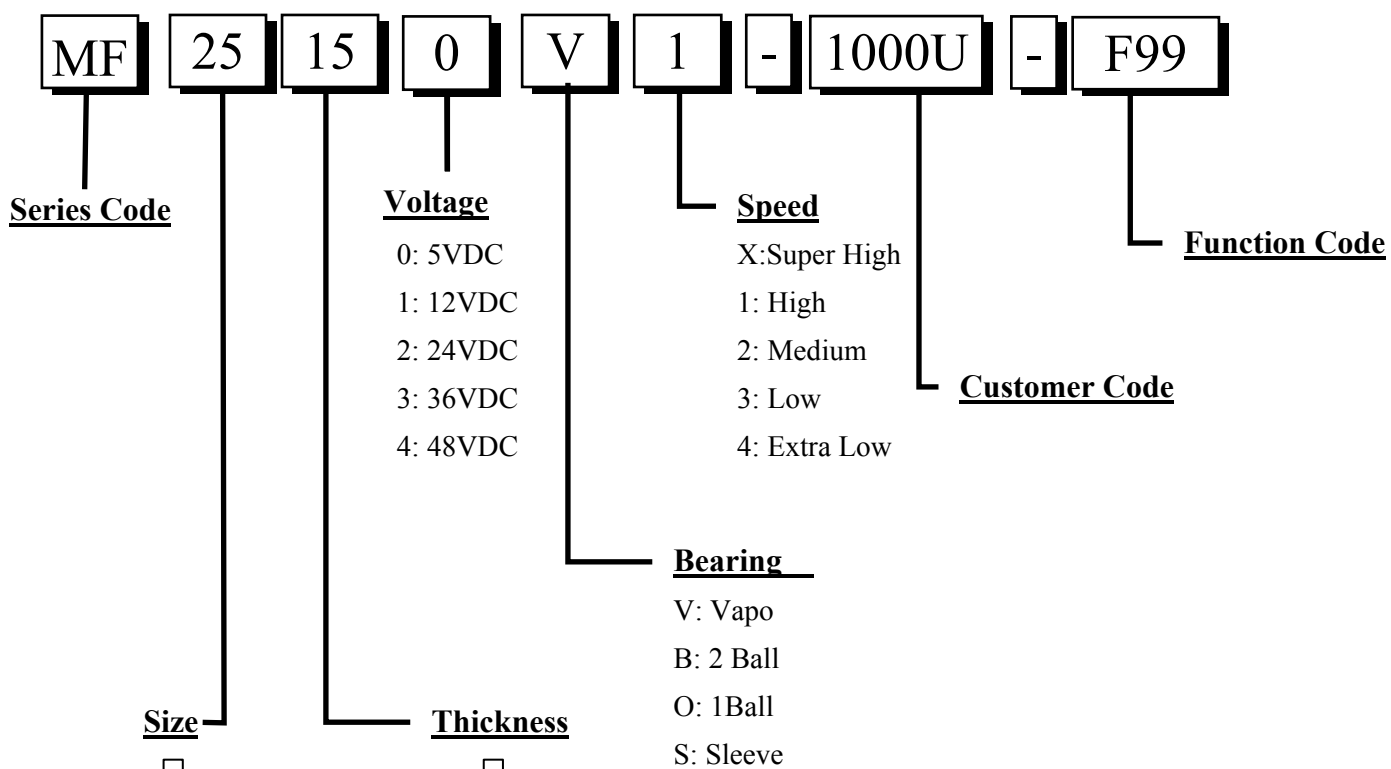 MF 25 15 0 V 1 - 1000U - F99
Series Code
Voltage
0: 5VDC
1: 12VDC
2: 24VDC
3: 36VDC
4: 48VDC
Speed
X:Super High
1: High
2: Medium
3: Low
4: Extra Low
Function Code
Customer Code
Bearing
V: Vapo
B: 2 Ball
O: 1Ball
S: Sleeve
Size
Thickness